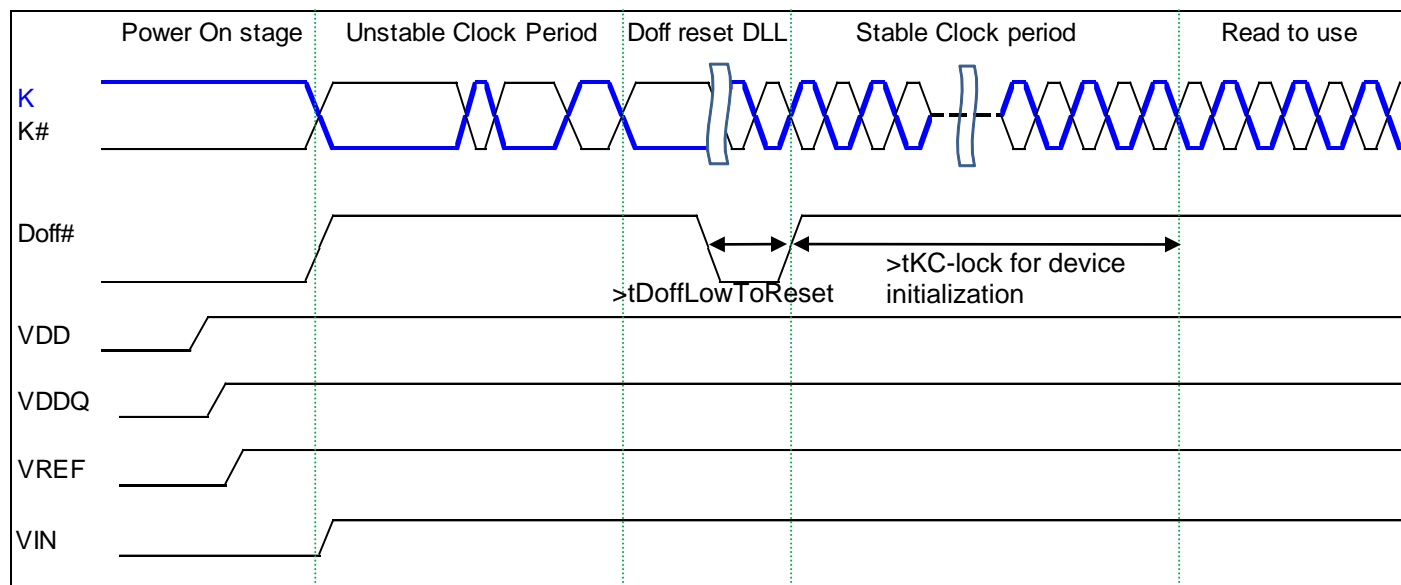 Power On stage
Unstable Clock Period
Doff reset DLL
Stable Clock period
Read to use
K
K#
Doff#
>tDoffLowToReset
>tKC-lock for device
initialization
VDD
VDDQ
VREF
VIN